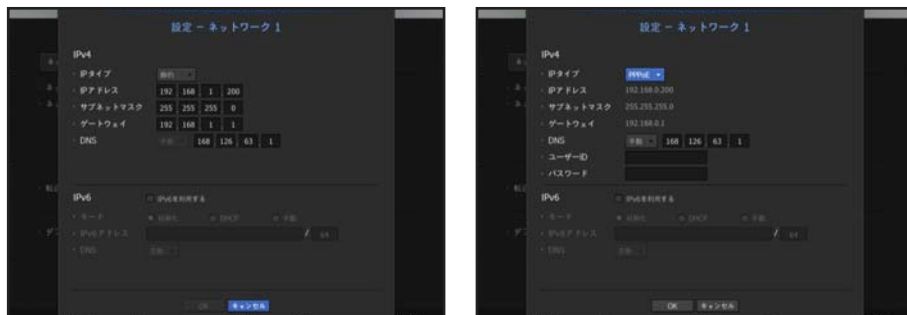 設定 – ネットワーク 1
IPv4
· IPタイプ 静的
· IPアドレス 192 168 1 200
· サブネットマスク 255 255 255 0
· ゲートウェイ 192 168 1 1
· DNS 手動 168 126 63 1
IPv6 IPv6を利用する
· モード 初期化 DHCP 手動
· IPv6アドレス / 64
· DNS
OK キャンセル
設定 – ネットワーク 1
IPv4
· IPタイプ PPPoE
· IPアドレス 192.168.0.200
· サブネットマスク 255.255.255.0
· ゲートウェイ 192.168.0.1
· DNS 手動 168 126 63 1
· ユーザーID
· パスワード
IPv6 IPv6を利用する
· モード 初期化 DHCP 手動
· IPv6アドレス / 64
· DNS
OK キャンセル